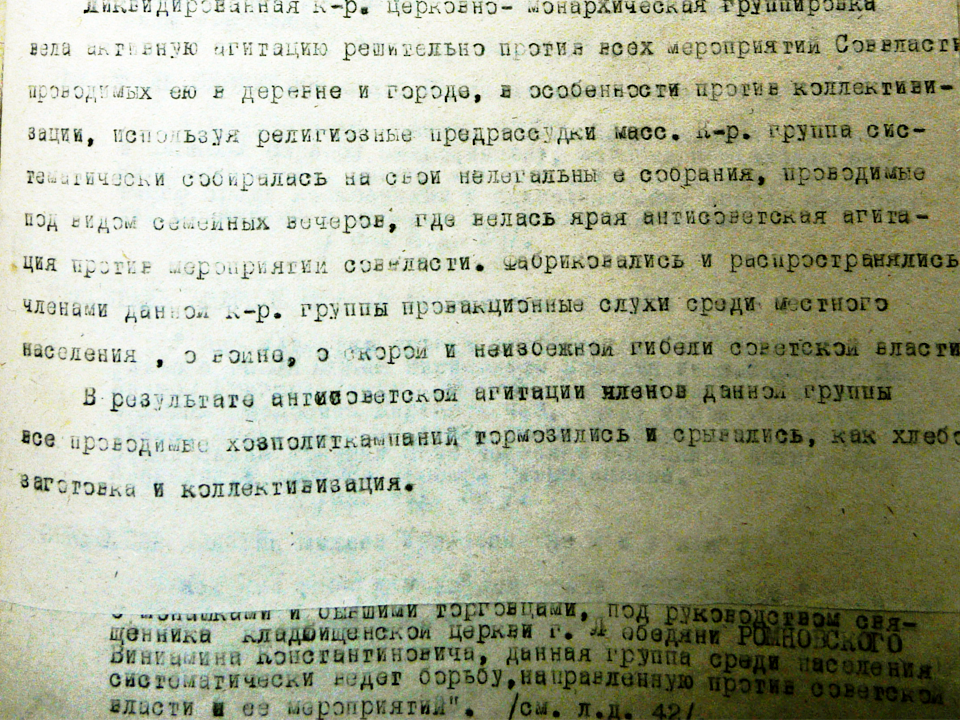 Ликвидированная к-р. церковно- монархическая группировка
вела активную агитацию решительно против всех мероприятий Соввласти
проводимых ею в деревне и городе, в особенности против коллективи-
зации, используя религиозные предрассудки масс. К-р. группа сис-
тематически собиралась на свои нелегальны е собрания, проводимые
под видом семейных вечеров, где велась ярая антисоветская агита-
ция против мероприятий соввласти. Фабриковались и распространялись
членами данной к-р. группы провакционные слухи среди местного
населения , о войне, о скорой и неизбежной гибели советской власти
В результате антисоветской агитации членов данной группы
все проводимые хозполиткампаний тормозились и срывались, как хлебо
заготовка и коллективизация.
с монашками и бывшими торговцами, под руководством свя-
щенника кладбищенской церкви г. Л ебедяни РОМНОВСКОГО
Виниамина Константиновича, данная группа среди населения
систематически ведет борьбу,направленную против советской
власти и ее мероприятий". /см. л.д. 42/